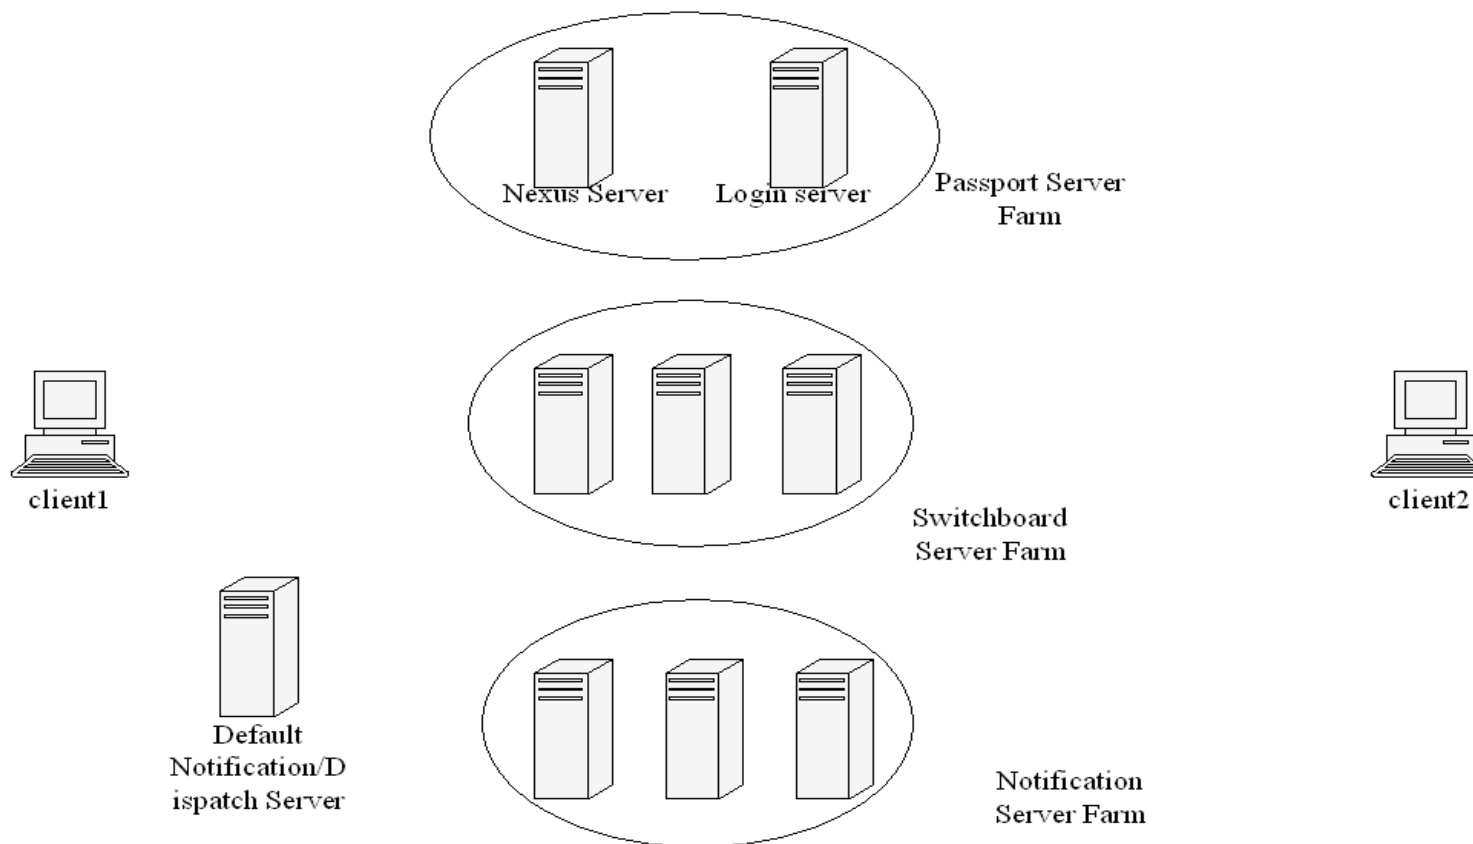 Nexus Server
Login server
Passport Server
Farm
client1
client2
Switchboard
Server Farm
Default
Notification/D
ispatch Server
Notification
Server Farm